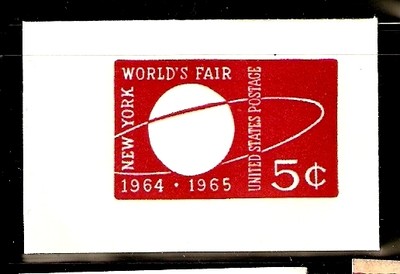 WORLD'S FAIR
NEW YORK
1964 · 1965
UNITED STATES POSTAGE
5¢